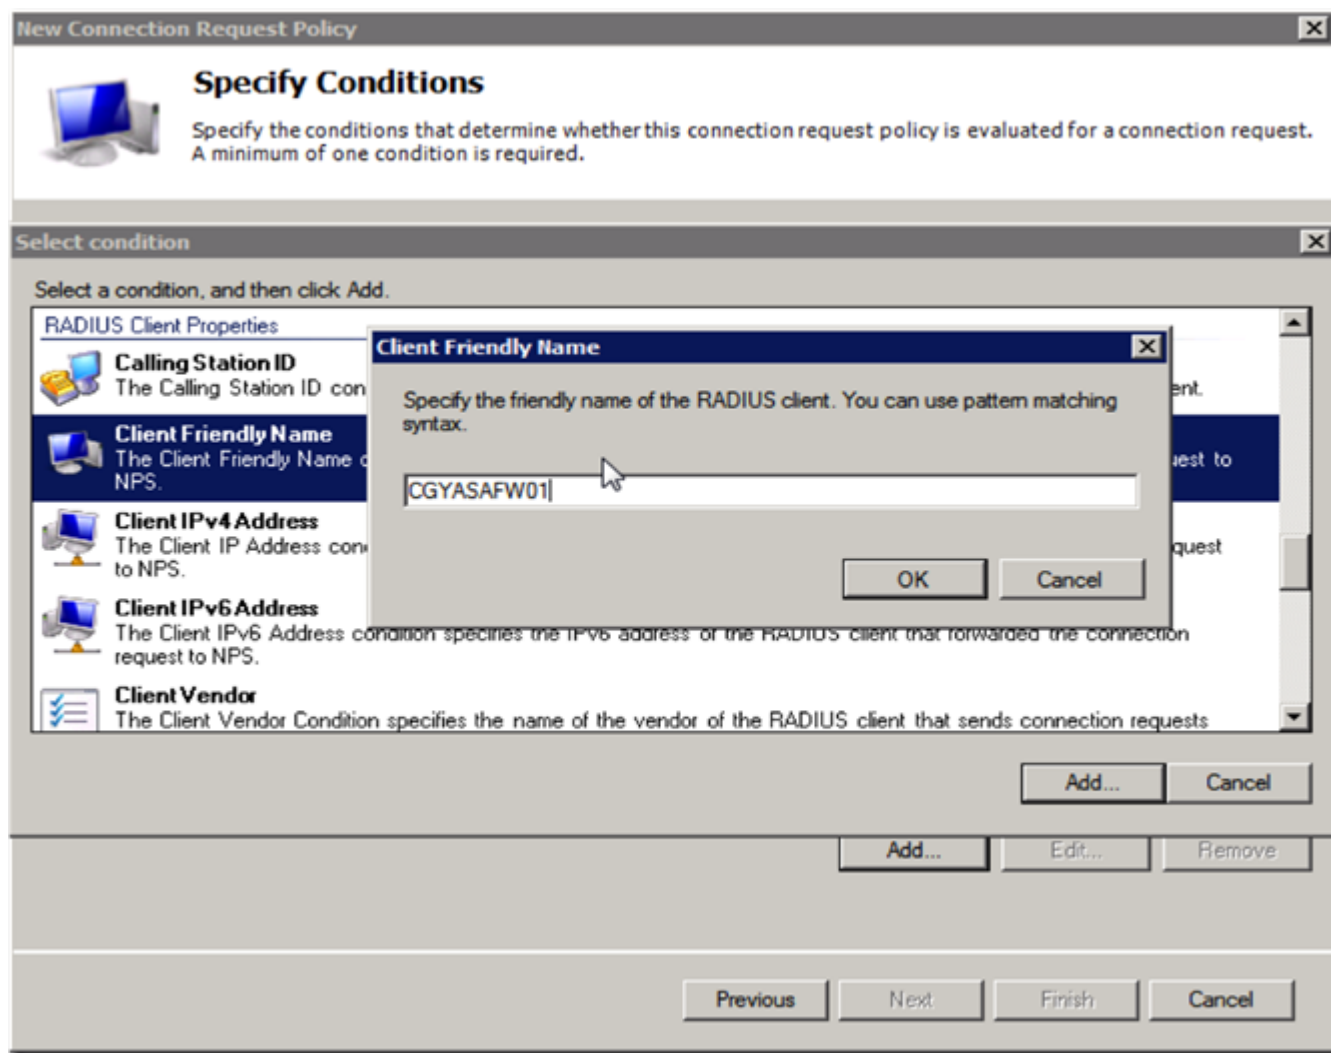 New Connection Request Policy
Specify Conditions
Specify the conditions that determine whether this connection request policy is evaluated for a connection request.
A minimum of one condition is required.
Select condition
Select a condition, and then click Add.
RADIUS Client Properties
Calling Station ID
The Calling Station ID con
ent.
Client Friendly Name
The Client Friendly Name
uest to
NPS.
Client IPv4 Address
The Client IP Address con
quest
to NPS.
Client IPv6 Address
The Client IPv6 Address condition specifies the IPv6 address of the RADIUS client that forwarded the connection
request to NPS.
Client Vendor
The Client Vendor Condition specifies the name of the vendor of the RADIUS client that sends connection requests
Client Friendly Name
Specify the friendly name of the RADIUS client. You can use pattern matching
syntax.
CGYASAFW01
OK
Cancel
Add...
Cancel
Add...
Edit...
Remove
Previous
Next
Finish
Cancel